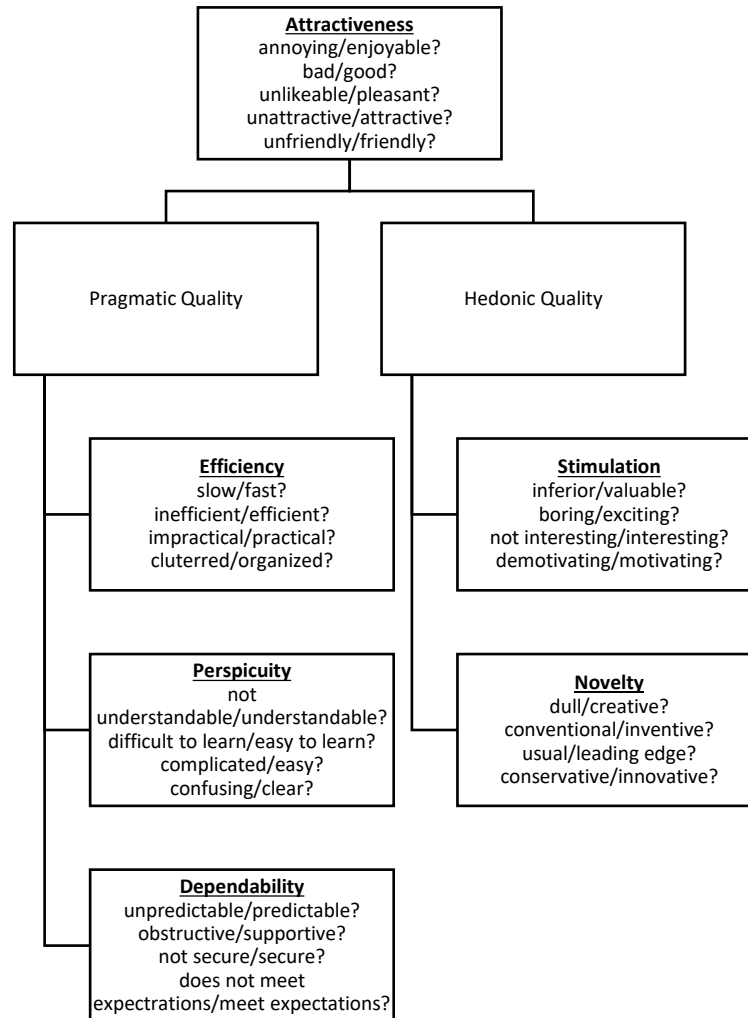 Attractiveness
annoying/enjoyable?
bad/good?
unlikeable/pleasant?
unattractive/attractive?
unfriendly/friendly?
Pragmatic Quality
Hedonic Quality
Efficiency
slow/fast?
inefficient/efficient?
impractical/practical?
cluterred/organized?
Stimulation
inferior/valuable?
boring/exciting?
not interesting/interesting?
demotivating/motivating?
Perspicuity
not
understandable/understandable?
difficult to learn/easy to learn?
complicated/easy?
confusing/clear?
Novelty
dull/creative?
conventional/inventive?
usual/leading edge?
conservative/innovative?
Dependability
unpredictable/predictable?
obstructive/supportive?
not secure/secure?
does not meet
expectrations/meet expectations?